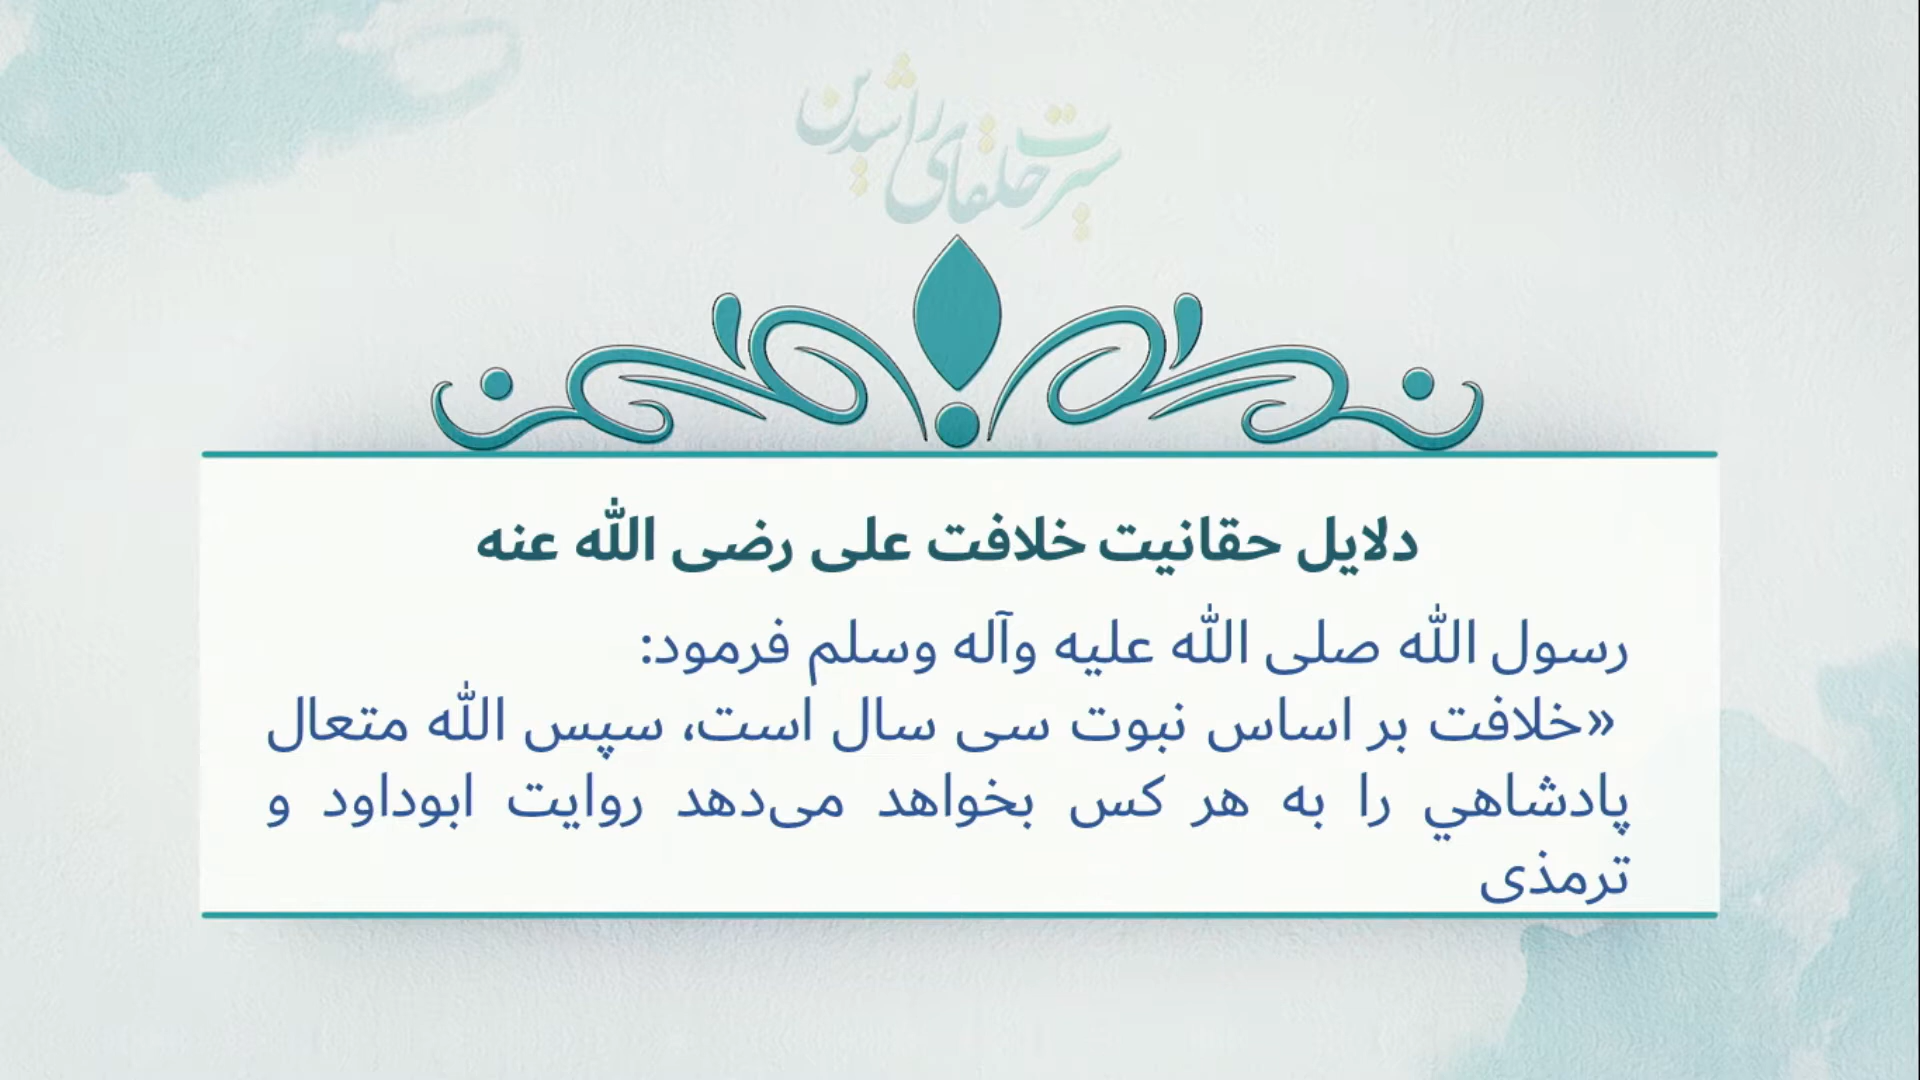 سیرت خلفای راشدین
دلایل حقانیت خلافت علی رضی الله عنه
رسول الله صلی الله علیه وآله وسلم فرمود:
«خلافت بر اساس نبوت سی سال است، سپس الله متعال
پادشاهي را به هر کس بخواهد می‌دهد روایت ابوداود و
ترمذی